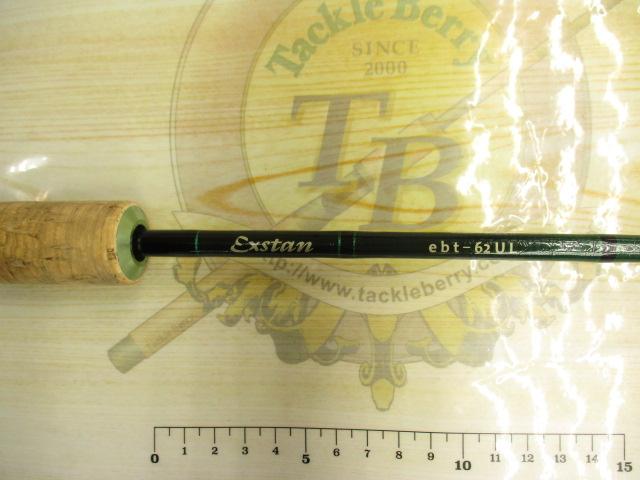 Tackle Berry
SINCE
2000
TB
Exstan
ebt-62UL
http://www.tackleberry.co
0 1 2 3 4 5 6 7 8 9 10 11 12 13 14 15